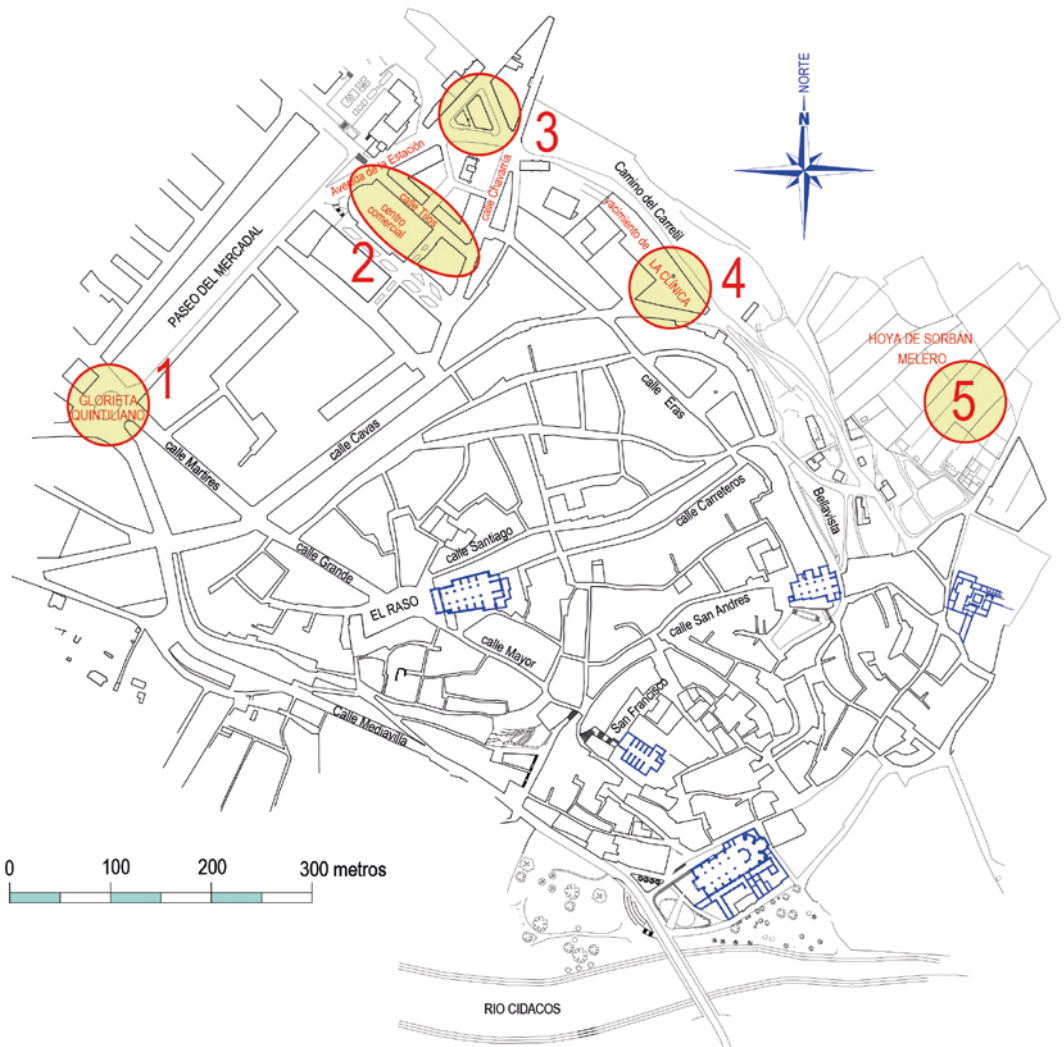 NORTE
N
3
Avenida de la Estación
calle Tilos
centro
comercial
calle Chavarría
Camino del Carretil
yacimiento de
LA CLÍNICA
2
4
PASEO DEL MERCADAL
HOYA DE SORBÁN
MELERO
1
GLORIETA
QUINTILIANO
5
calle Eras
calle Cavas
calle Martires
calle Carreteros
Bellavista
calle Santiago
calle Grande
EL RASO
calle San Andres
calle Mayor
San Francisco
Calle Mediavilla
0 100 200 300 metros
RIO CIDACOS